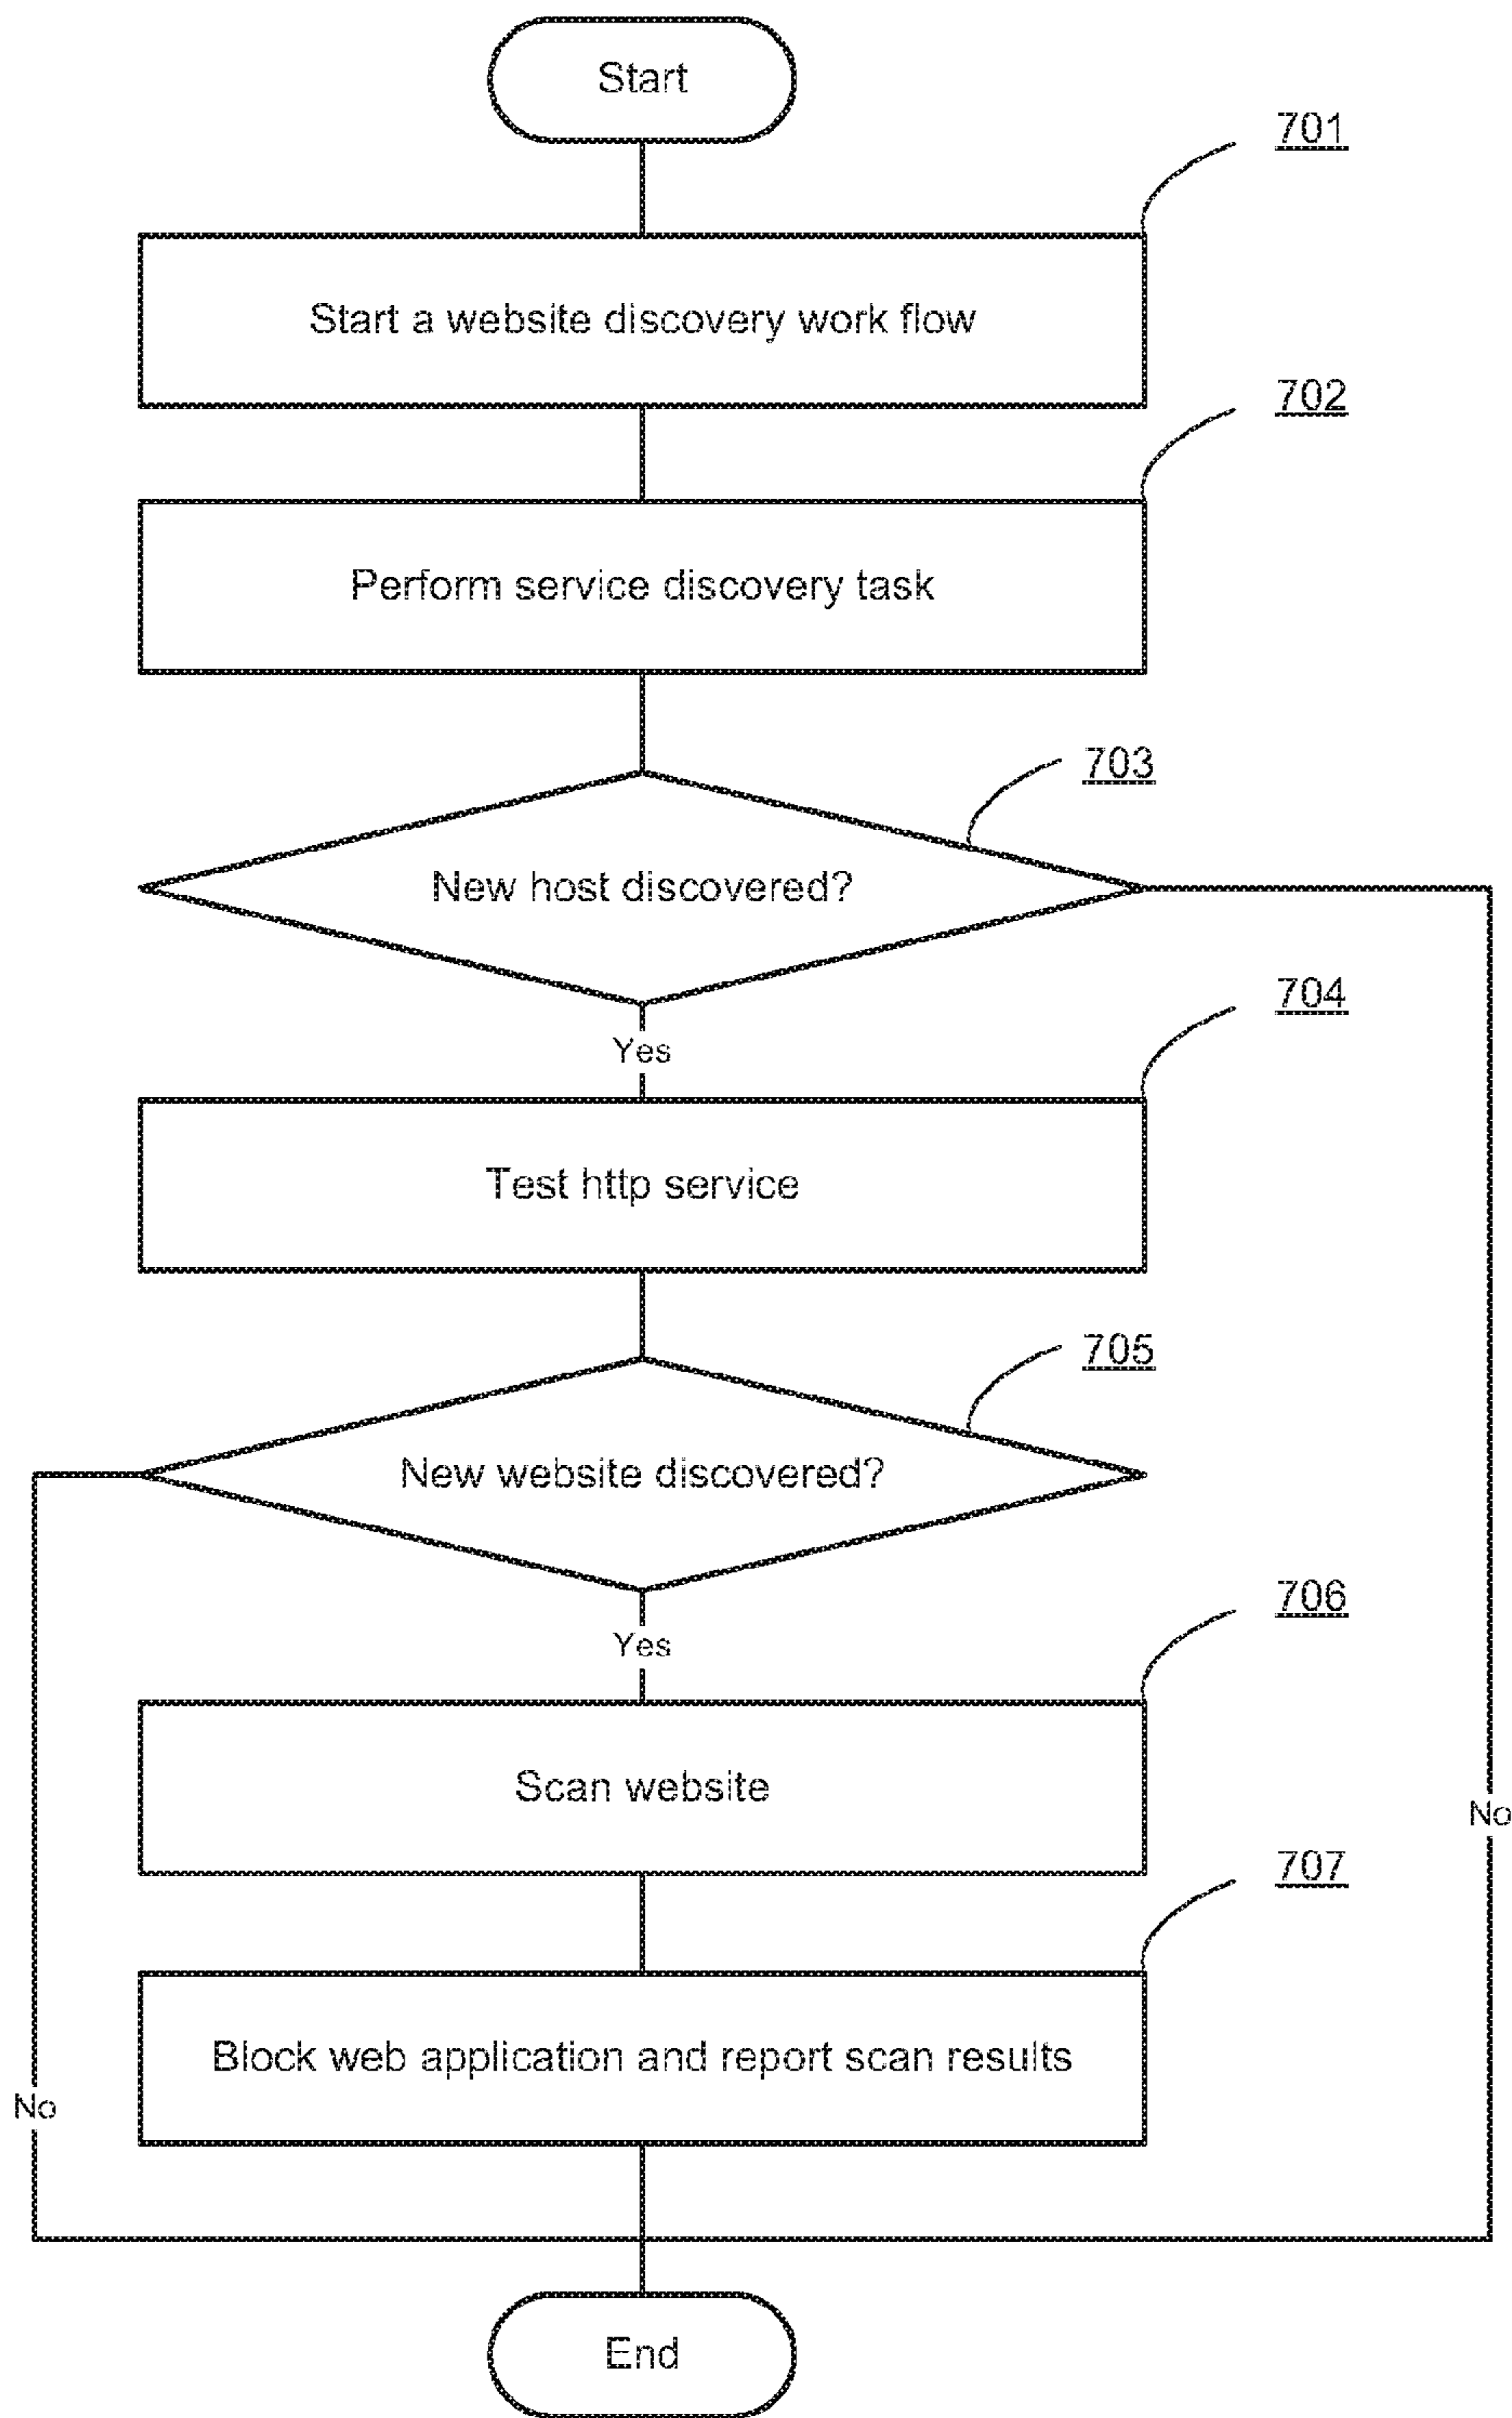 Start
701
Start a website discovery work flow
702
Perform service discovery task
703
New host discovered?
704
Yes
Test http service
705
New website discovered?
706
Yes
Scan website
No
707
Block web application and report scan results
No
End